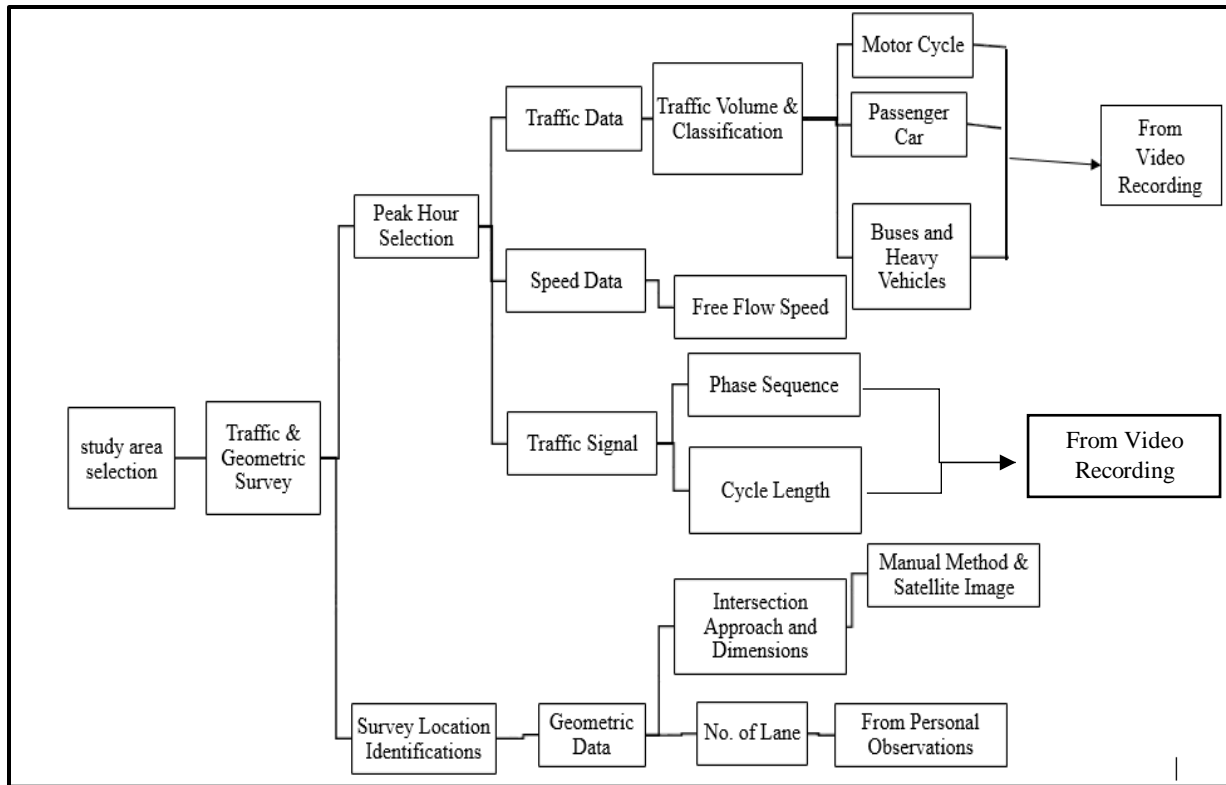 study area
selection
Traffic &
Geometric
Survey
Peak Hour
Selection
Traffic Data
Traffic Volume &
Classification
Motor Cycle
Passenger
Car
Buses and
Heavy
Vehicles
From
Video
Recording
Speed Data
Free Flow Speed
Traffic Signal
Phase Sequence
Cycle Length
From Video
Recording
Survey Location
Identifications
Geometric
Data
Intersection
Approach and
Dimensions
Manual Method &
Satellite Image
No. of Lane
From Personal
Observations